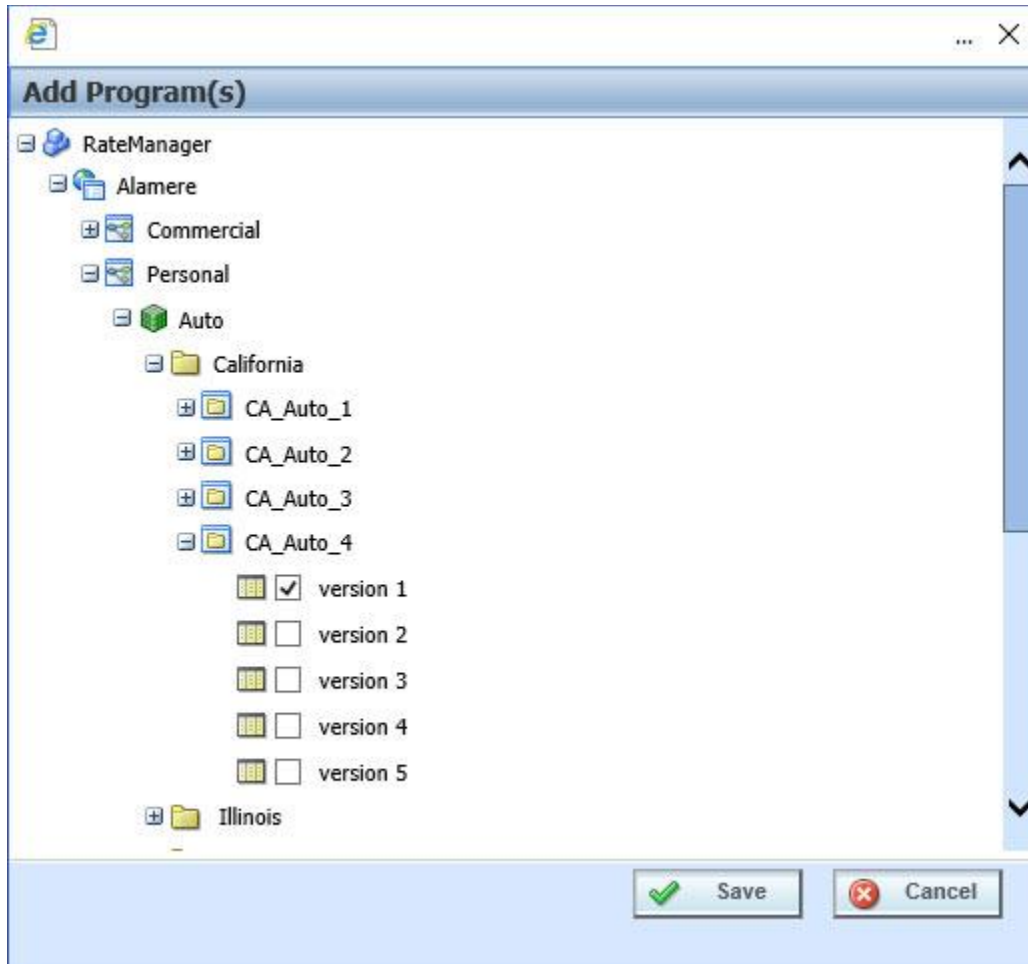 ...
Add Program(s)
RateManager
Alamere
Commercial
Personal
Auto
California
CA_Auto_1
CA_Auto_2
CA_Auto_3
CA_Auto_4
version 1
version 2
version 3
version 4
version 5
Illinois
Save Cancel